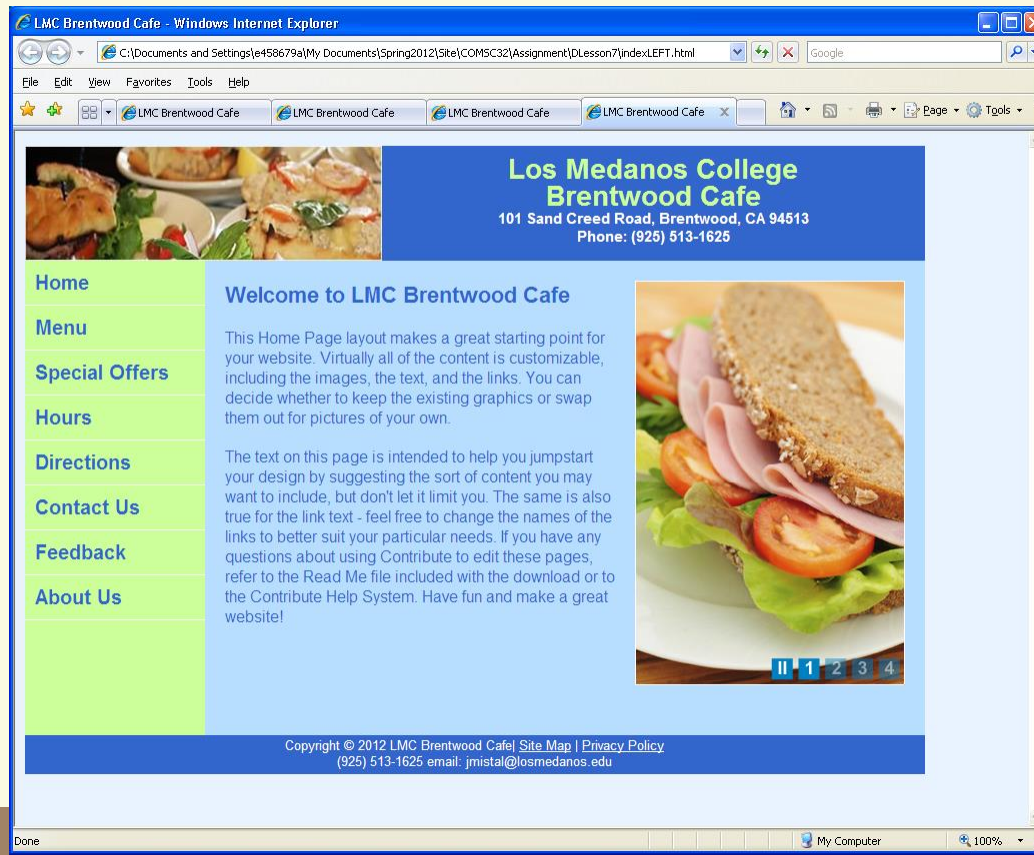 LMC Brentwood Cafe - Windows Internet Explorer
C:\Documents and Settings\e458679a\My Documents\Spring2012\Site\COMSC32\Assignment\DLesson7\indexLEFT.html
Google
File Edit View Favorites Tools Help
LMC Brentwood Cafe LMC Brentwood Cafe LMC Brentwood Cafe LMC Brentwood Cafe X Page Tools
Los Medanos College
Brentwood Cafe
101 Sand Creed Road, Brentwood, CA 94513
Phone: (925) 513-1625
Home
Menu
Special Offers
Hours
Directions
Contact Us
Feedback
About Us
Welcome to LMC Brentwood Cafe
This Home Page layout makes a great starting point for
your website. Virtually all of the content is customizable,
including the images, the text, and the links. You can
decide whether to keep the existing graphics or swap
them out for pictures of your own.
The text on this page is intended to help you jumpstart
your design by suggesting the sort of content you may
want to include, but don't let it limit you. The same is also
true for the link text - feel free to change the names of the
links to better suit your particular needs. If you have any
questions about using Contribute to edit these pages,
refer to the Read Me file included with the download or to
the Contribute Help System. Have fun and make a great
website!
1 2 3 4
Copyright © 2012 LMC Brentwood Cafe| Site Map | Privacy Policy
(925) 513-1625 email: jmistal@losmedanos.edu
Done My Computer 100%